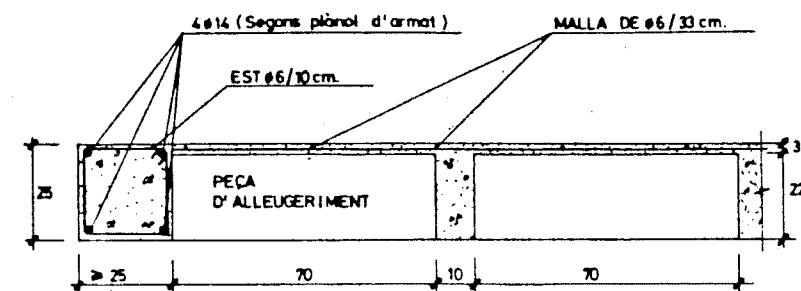 4ø14 (Segons plànol d'armat)
MALLA DE ø6/33 cm.
EST ø6/10 cm.
PEÇA
D'ALLEUGERIMENT
25
3
22
≥ 25
70
10
70